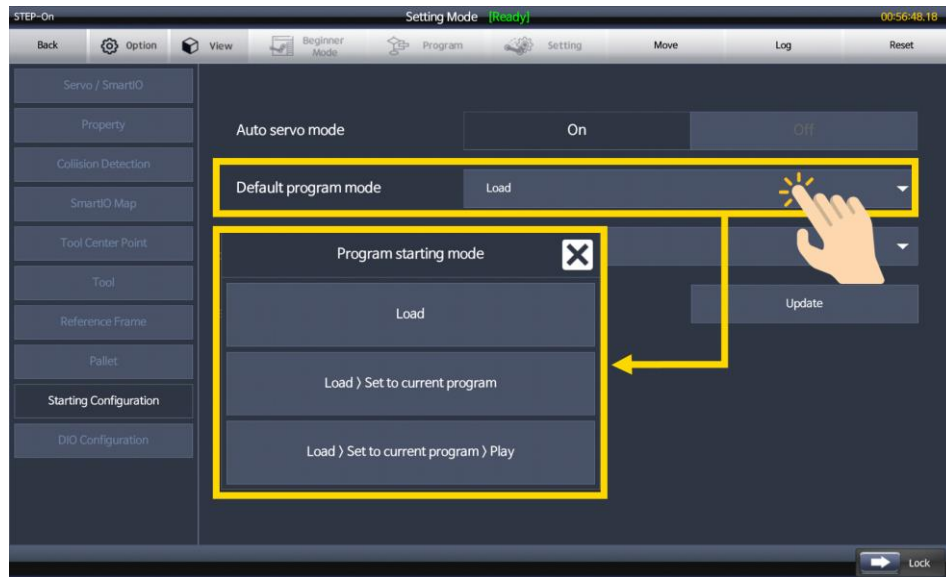 STEP-On
Setting Mode [Ready]
00:56:48.18
Back
Option
View
Beginner
Mode
Program
Setting
Move
Log
Reset
Servo / SmartIO
Property
Collision Detection
SmartIO Map
Tool Center Point
Tool
Reference Frame
Pallet
Starting Configuration
DIO Configuration
Auto servo mode
On
Off
Default program mode
Load
Program starting mode
Load
Load 〉 Set to current program
Load 〉 Set to current program 〉 Play
Update
Lock